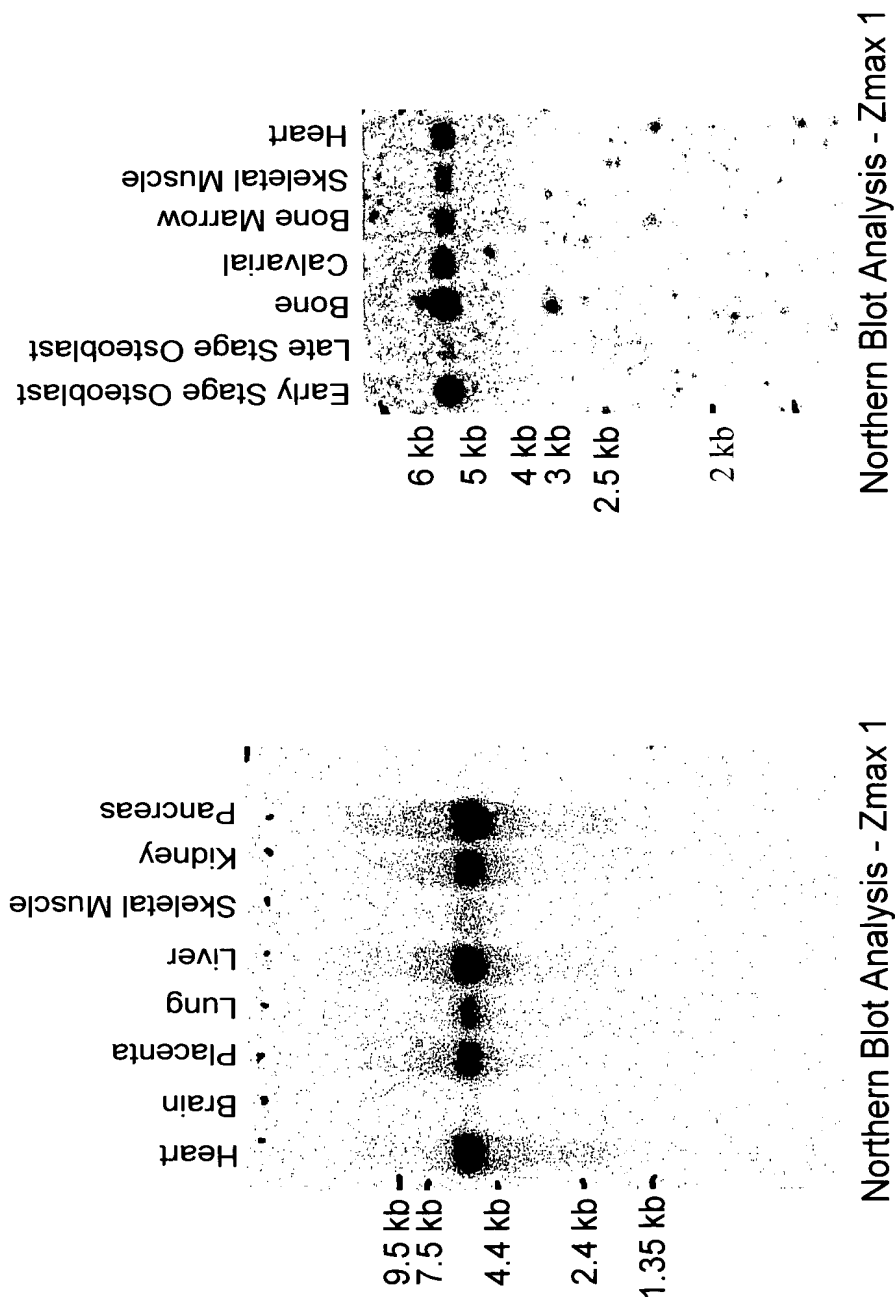 Heart
Brain
Placenta
Lung
Liver
Skeletal Muscle
Kidney
Pancreas
9.5 kb
7.5 kb
4.4 kb
2.4 kb
1.35 kb
Northern Blot Analysis - Zmax 1
Early Stage Osteoblast
Late Stage Osteoblast
Bone
Calvarial
Bone Marrow
Skeletal Muscle
Heart
6 kb
5 kb
4 kb
3 kb
2.5 kb
2 kb
Northern Blot Analysis - Zmax 1